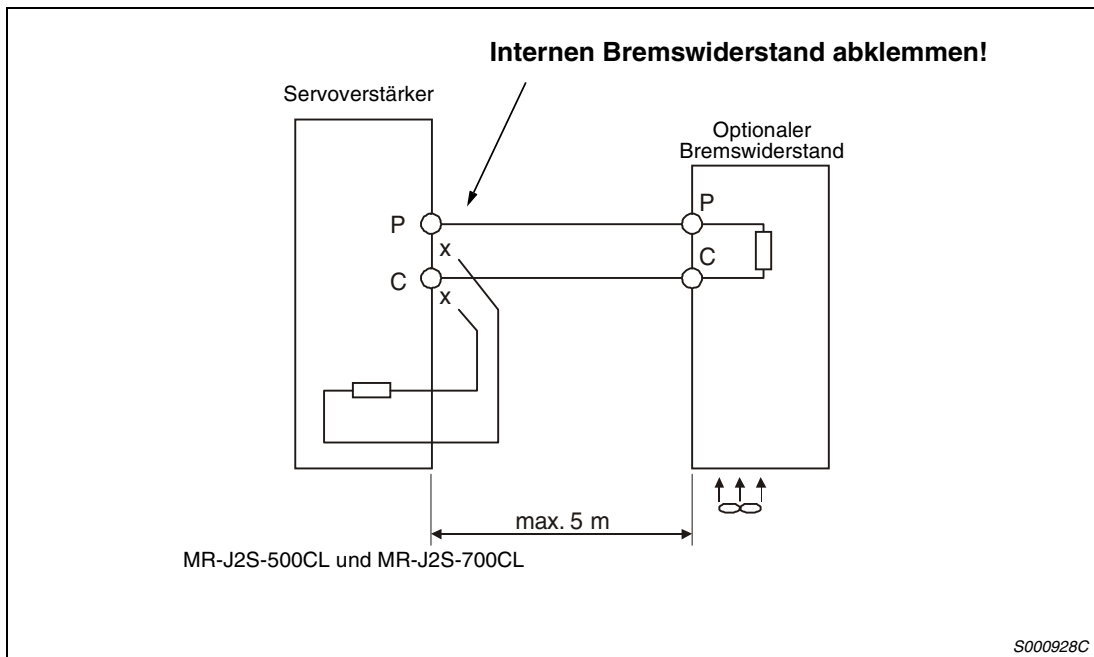 Internen Bremswiderstand abklemmen!
Servoverstärker
Optionaler
Bremswiderstand
P
P
x
C
C
x
max. 5 m
MR-J2S-500CL und MR-J2S-700CL
S000928C